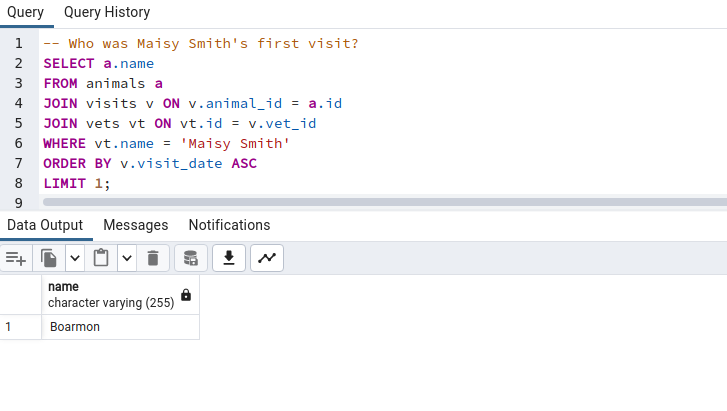 Query Query History
1 -- Who was Maisy Smith's first visit?
2 SELECT a.name
3 FROM animals a
4 JOIN visits v ON v.animal_id = a.id
5 JOIN vets vt ON vt.id = v.vet_id
6 WHERE vt.name = 'Maisy Smith'
7 ORDER BY v.visit_date ASC
8 LIMIT 1;
9
Data Output Messages Notifications
name
character varying (255)
1 Boarmon